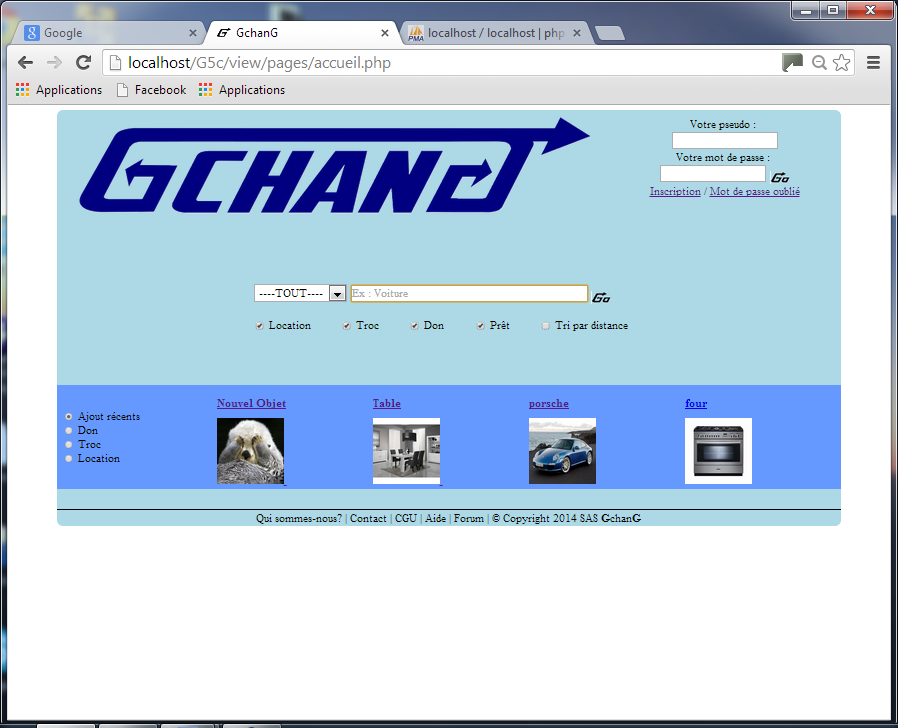 Google
GchanG
localhost / localhost | php
localhost/G5c/view/pages/accueil.php
Applications
Facebook
Applications
GCHANG
Votre pseudo :
Votre mot de passe :
Go
Inscription / Mot de passe oublié
----TOUT----
Ex : Voiture
Go
Location
Troc
Don
Prêt
Tri par distance
Ajout récents
Don
Troc
Location
Nouvel Objet
Table
porsche
four
Qui sommes-nous? | Contact | CGU | Aide | Forum | © Copyright 2014 SAS GchanG